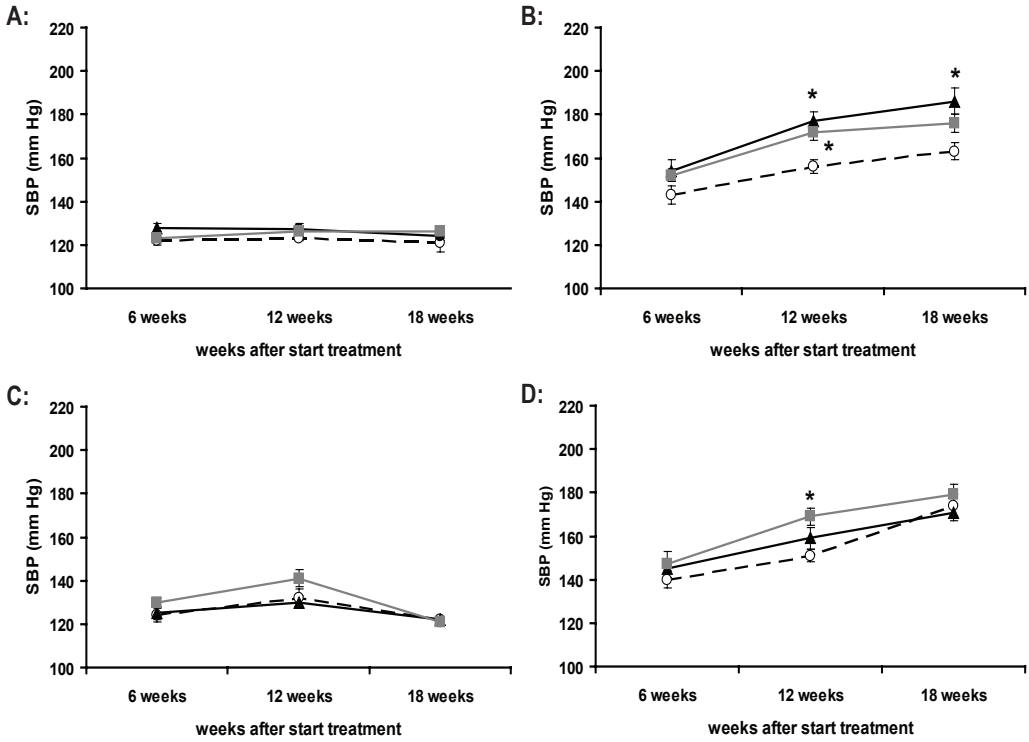 A:
220
200
180
160
140
120
100
SBP (mm Hg)
6 weeks 12 weeks 18 weeks
weeks after start treatment
B:
220
200
180
160
140
120
100
SBP (mm Hg)
* * *
6 weeks 12 weeks 18 weeks
weeks after start treatment
C:
220
200
180
160
140
120
100
SBP (mm Hg)
6 weeks 12 weeks 18 weeks
weeks after start treatment
D:
220
200
180
160
140
120
100
SBP (mm Hg)
*
6 weeks 12 weeks 18 weeks
weeks after start treatment